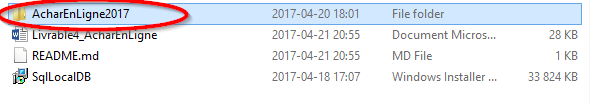 AcharEnLigne2017 2017-04-20 18:01 File folder
Livrable4_AcharEnLigne 2017-04-21 20:55 Document Micros... 28 KB
README.md 2017-04-21 20:55 MD File 1 KB
SqlLocalDB 2017-04-18 17:07 Windows Installer ... 33 824 KB